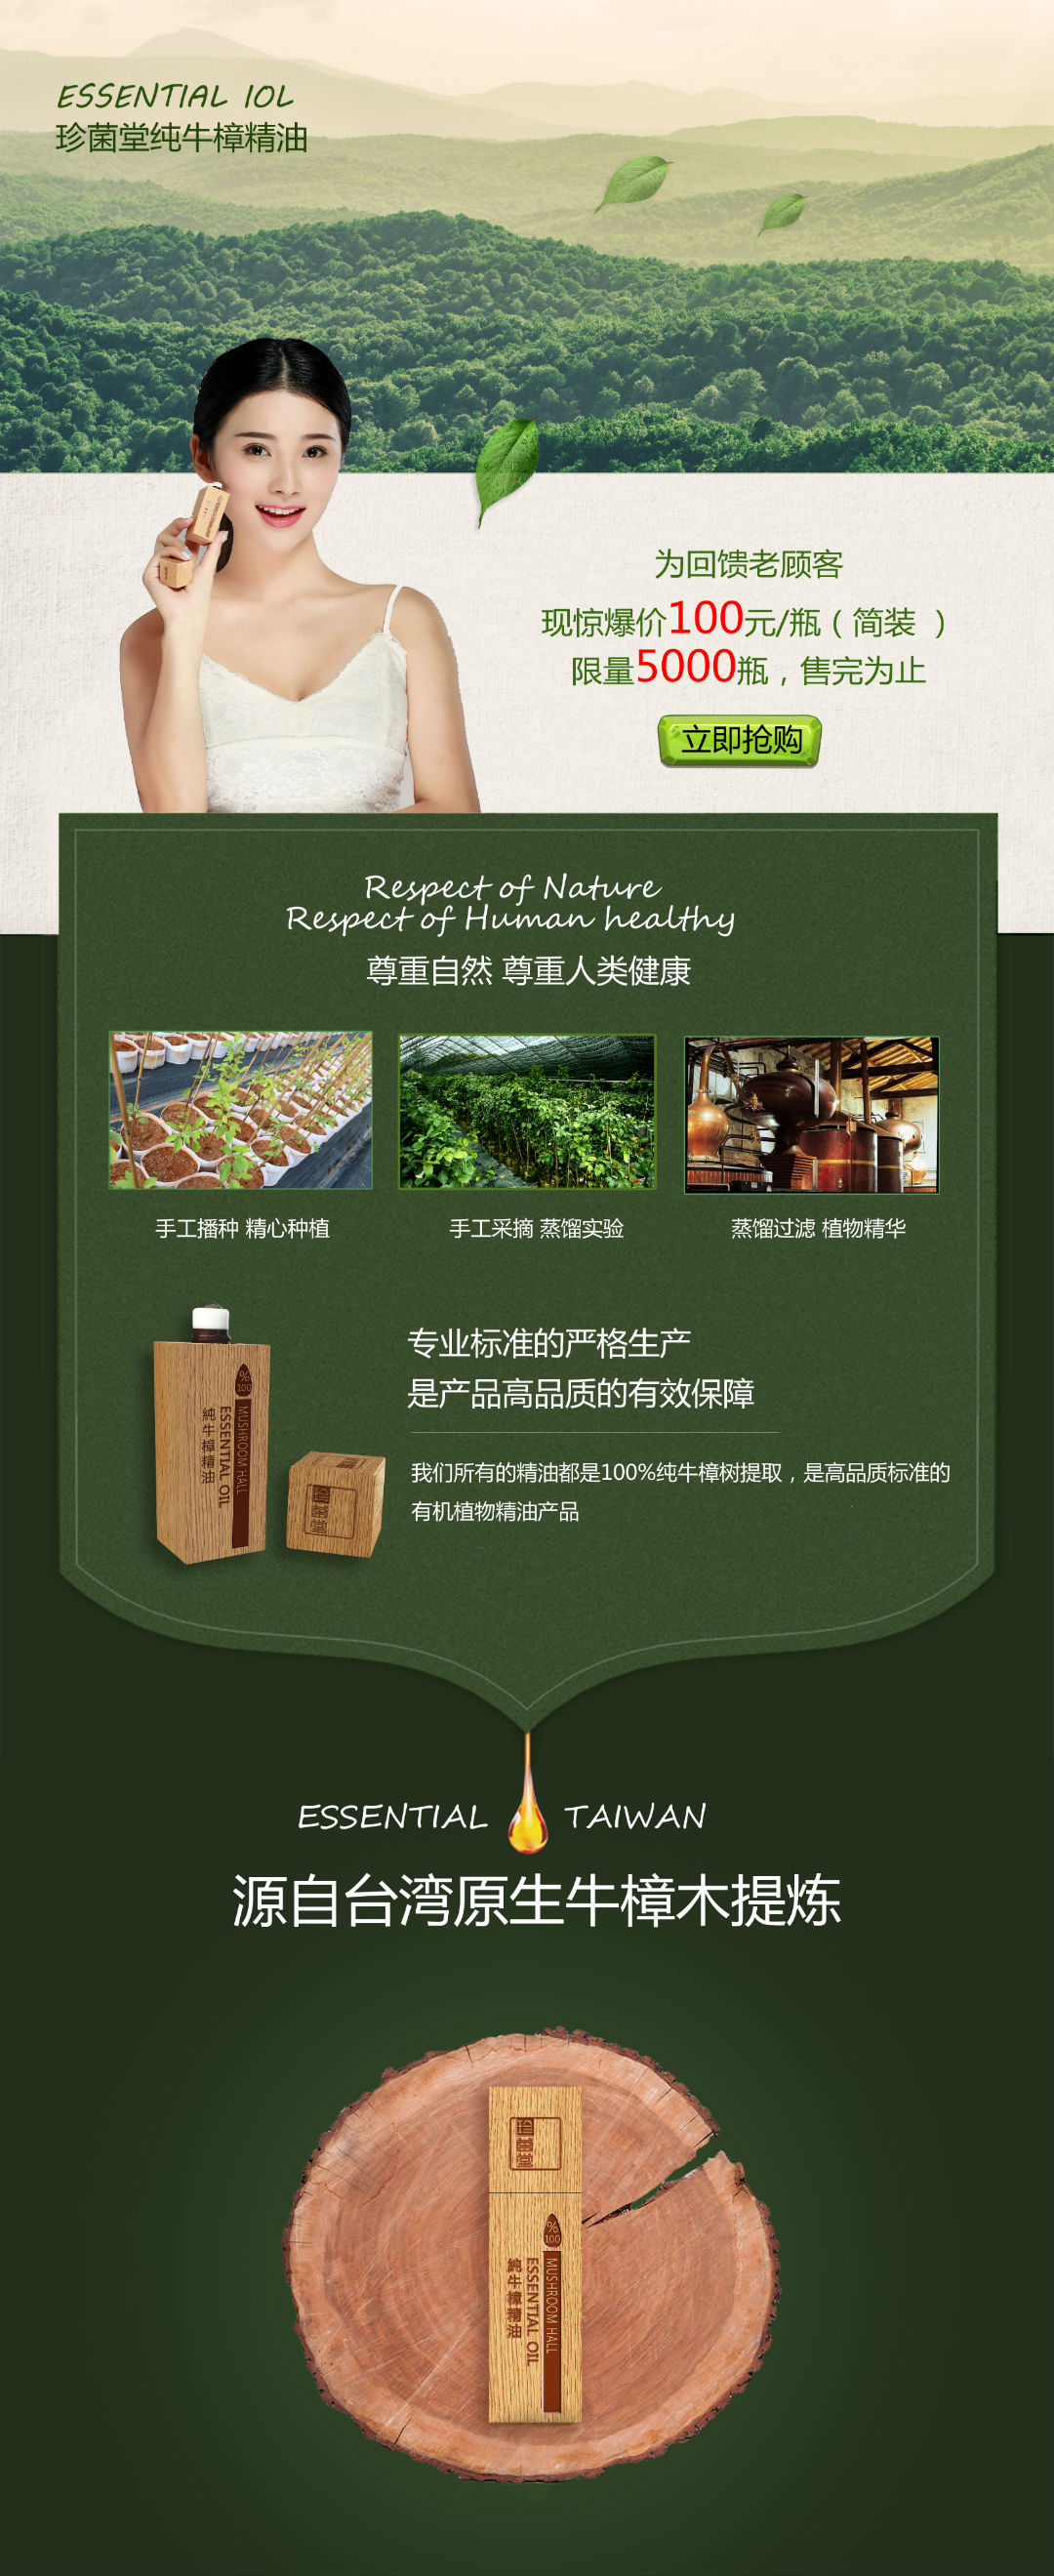 ESSENTIAL IOL
珍菌堂纯牛樟精油
为回馈老顾客
现惊爆价100元/瓶（简装 ）
限量5000瓶，售完为止
立即抢购
Respect of Nature
Respect of Human healthy
尊重自然 尊重人类健康
手工播种 精心种植
手工采摘 蒸馏实验
蒸馏过滤 植物精华
%
100
MUSHROOM HALL
ESSENTIAL OIL
純牛樟精油
珍菌堂
专业标准的严格生产
是产品高品质的有效保障
我们所有的精油都是100%纯牛樟树提取，是高品质标准的
有机植物精油产品
ESSENTIAL TAIWAN
源自台湾原生牛樟木提炼
珍菌堂
%
100
MUSHROOM HALL
ESSENTIAL OIL
純牛樟精油